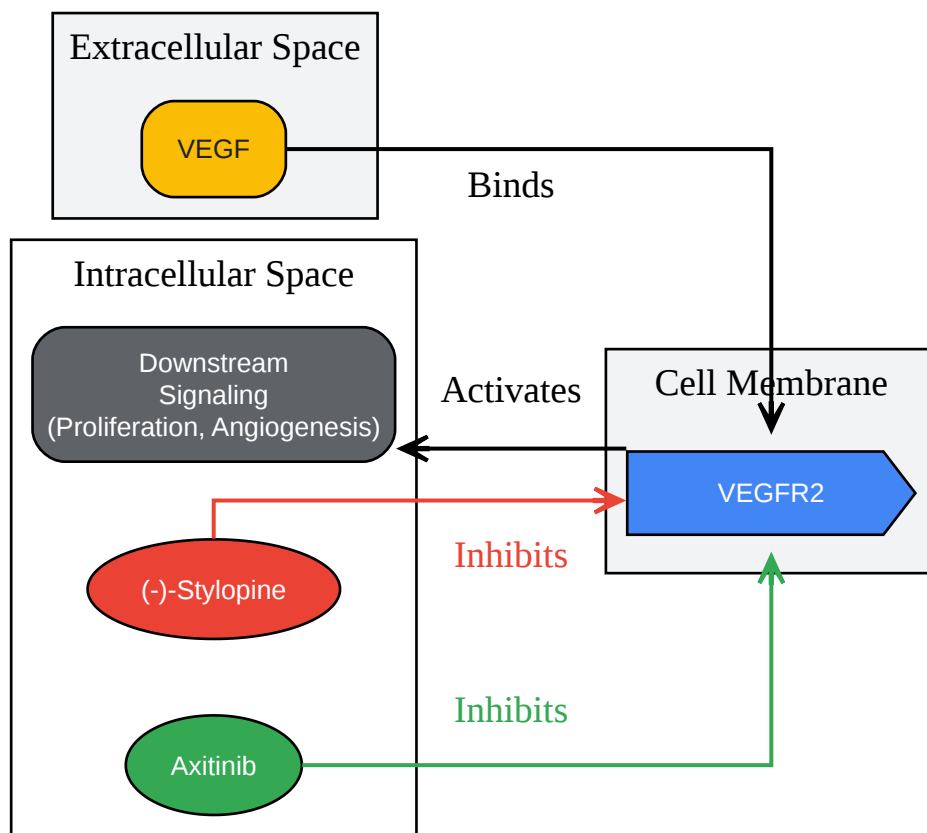 Extracellular Space
VEGF
Binds
Intracellular Space
Downstream
Signaling
(Proliferation, Angiogenesis)
Activates
Cell Membrane
VEGFR2
Inhibits
(-)-Stylopine
Inhibits
Axitinib